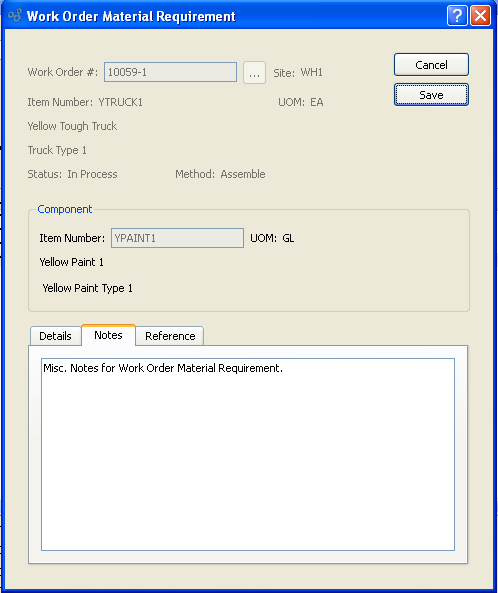 Work Order Material Requirement
Work Order #: 10059-1 ... Site: WH1
Cancel
Item Number: YTRUCK1 UOM: EA
Save
Yellow Tough Truck
Truck Type 1
Status: In Process Method: Assemble
Component
Item Number: YPAINT1 UOM: GL
Yellow Paint 1
Yellow Paint Type 1
Details Notes Reference
Misc. Notes for Work Order Material Requirement.